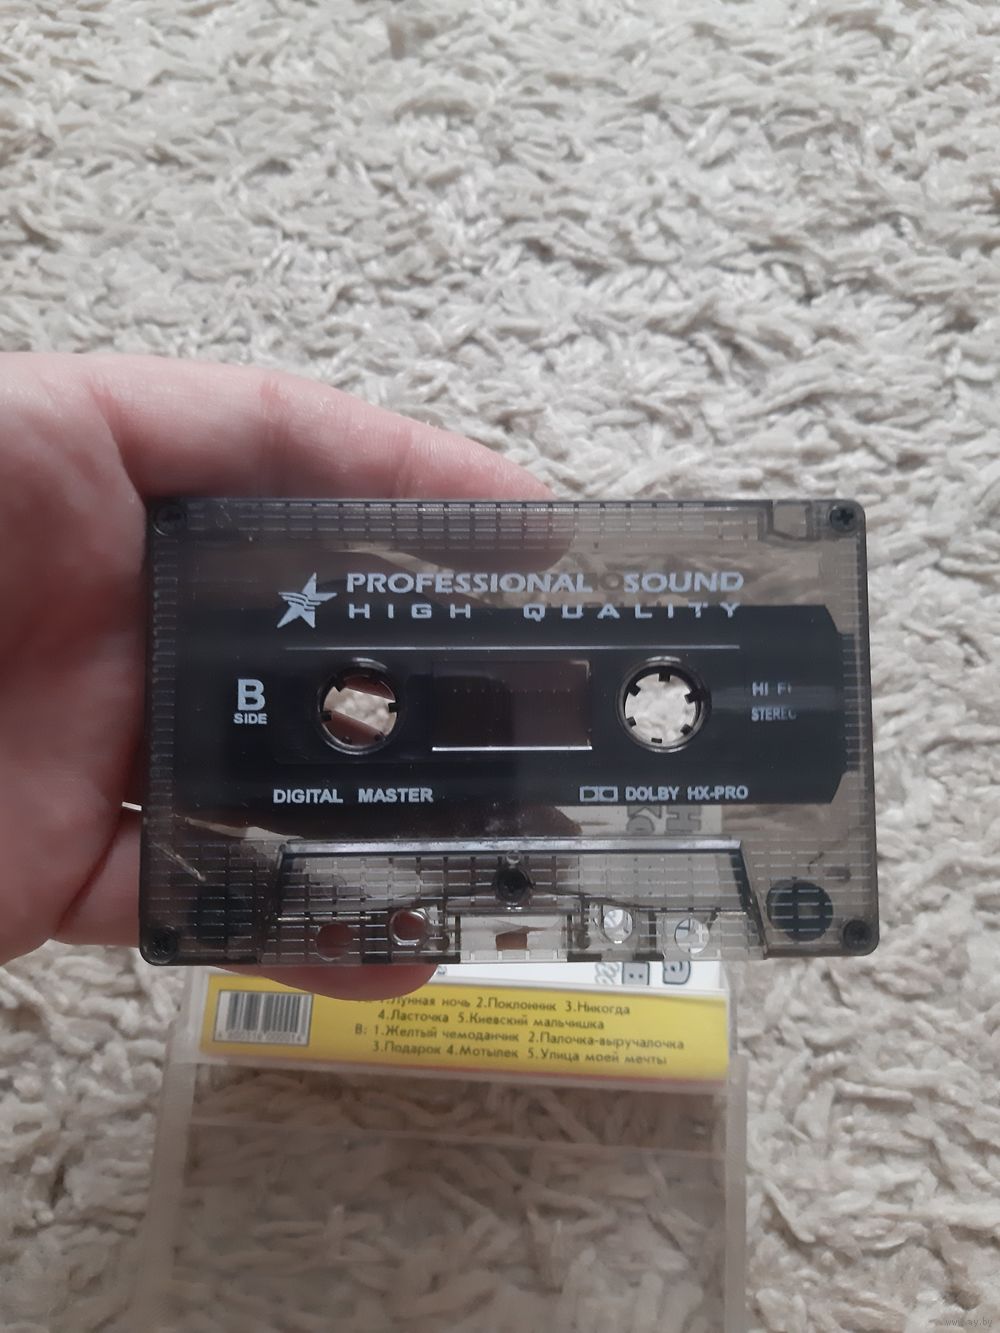 PROFESSIONAL SOUND
HIGH QUALITY
B
SIDE
HI FI
STEREO
DIGITAL MASTER
DOLBY HX-PRO
1.Лунная ночь 2.Поклонник 3.Никогда
4.Ласточка 5.Киевский мальчишка
В: 1.Желтый чемоданчик 2.Палочка-выручалочка
3.Подарок 4.Мотылек 5.Улица моей мечты